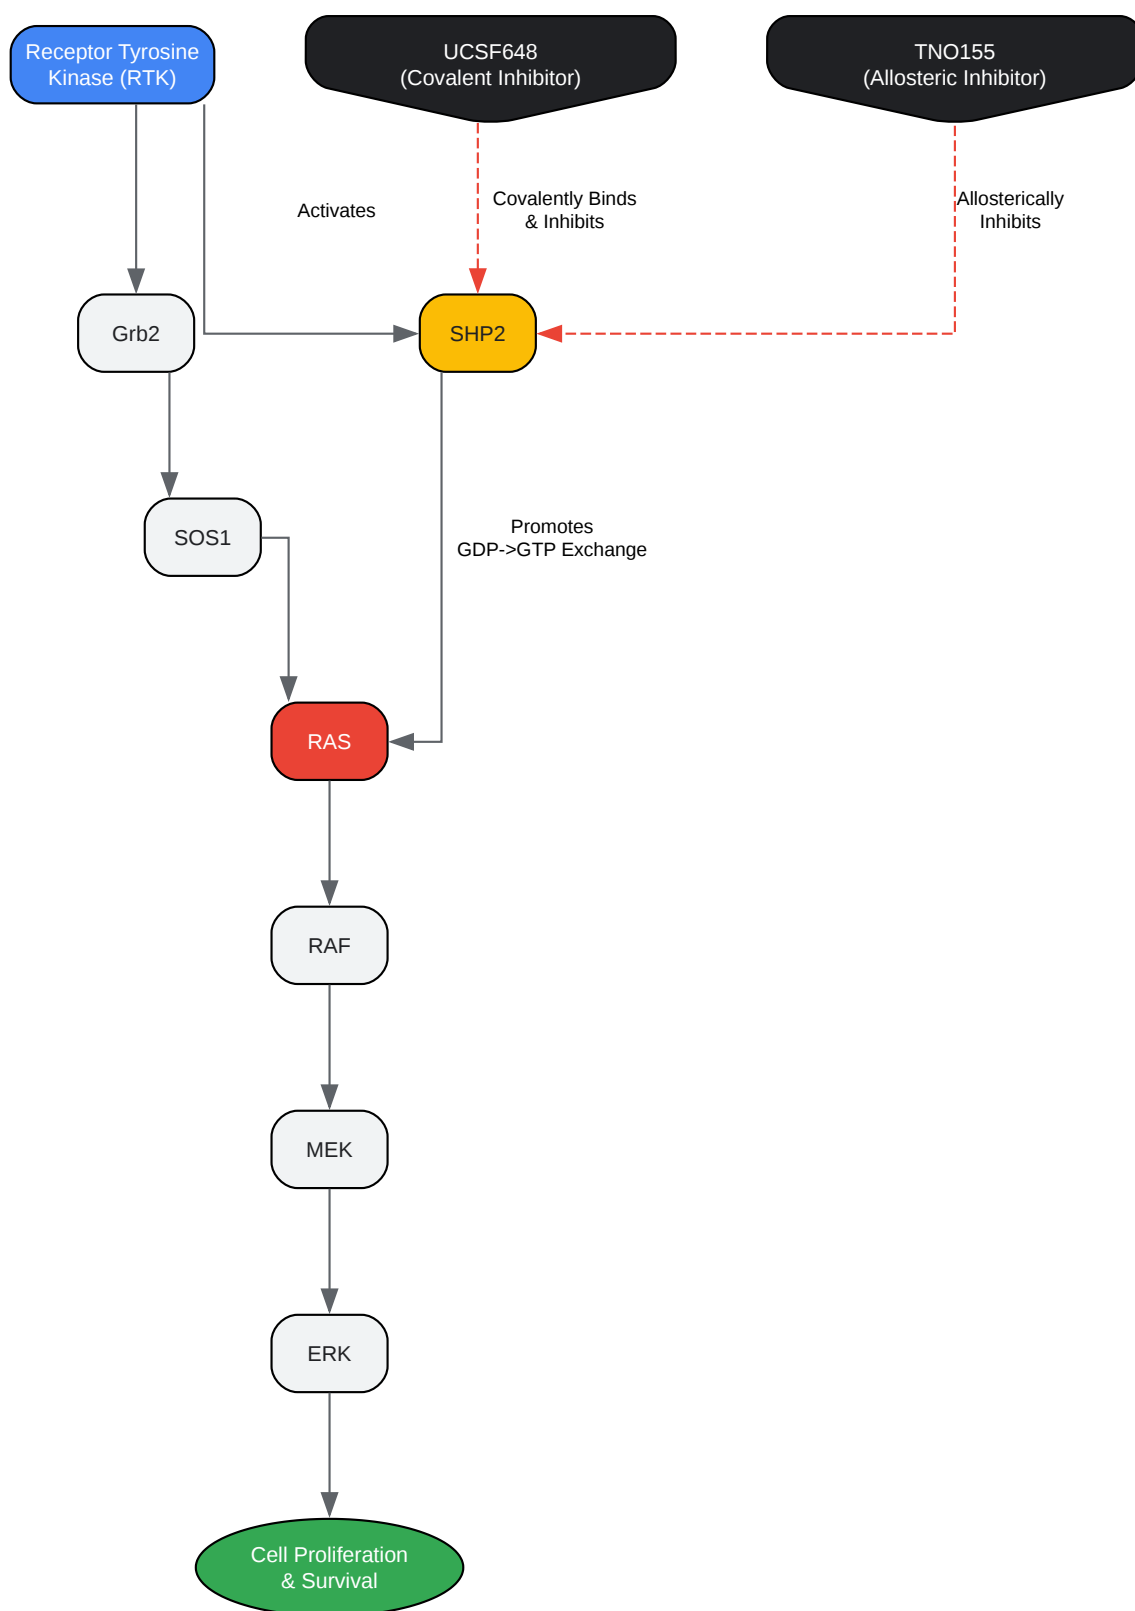 Receptor Tyrosine
Kinase (RTK)
UCSF648
(Covalent Inhibitor)
TNO155
(Allosteric Inhibitor)
Activates
Covalently Binds
& Inhibits
Allosterically
Inhibits
Grb2
SHP2
SOS1
Promotes
GDP->GTP Exchange
RAS
RAF
MEK
ERK
Cell Proliferation
& Survival